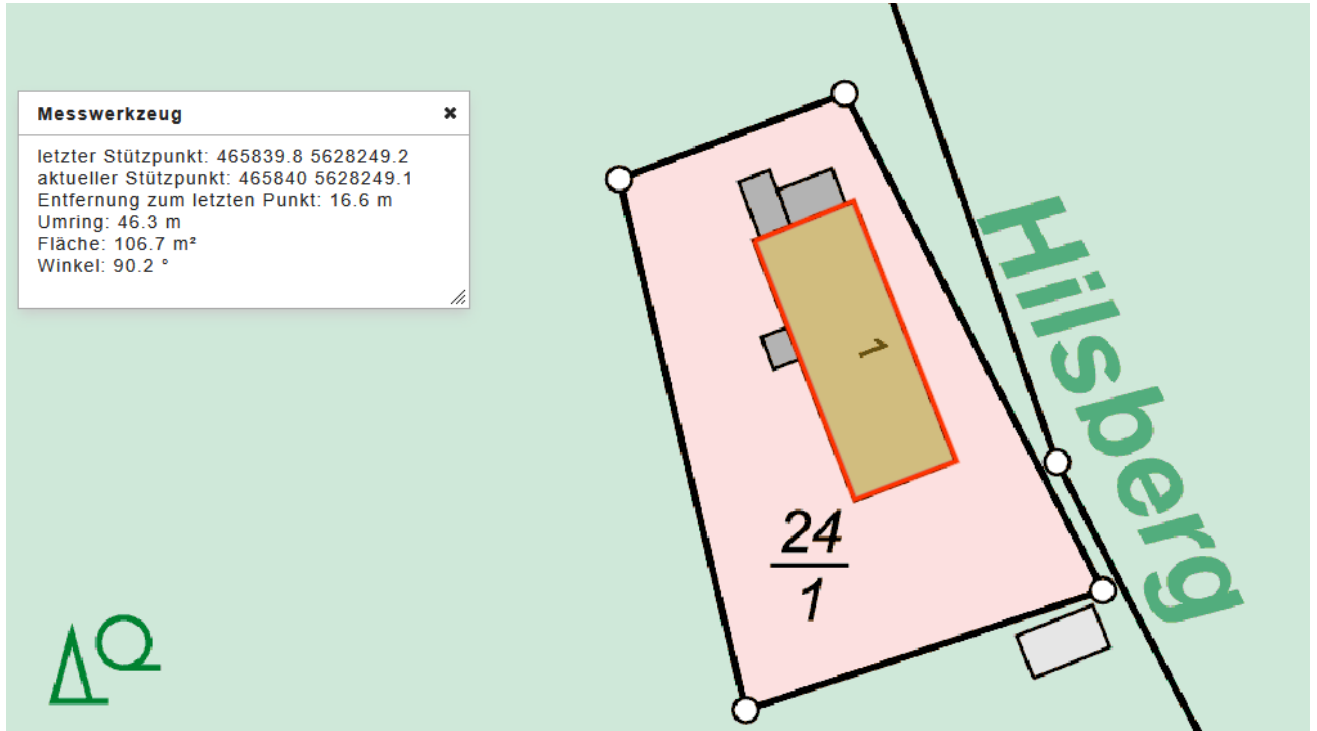 Messwerkzeug
letzter Stützpunkt: 465839.8 5628249.2
aktueller Stützpunkt: 465840 5628249.1
Entfernung zum letzten Punkt: 16.6 m
Umring: 46.3 m
Fläche: 106.7 m²
Winkel: 90.2 °
Hilsberg
1
24
1